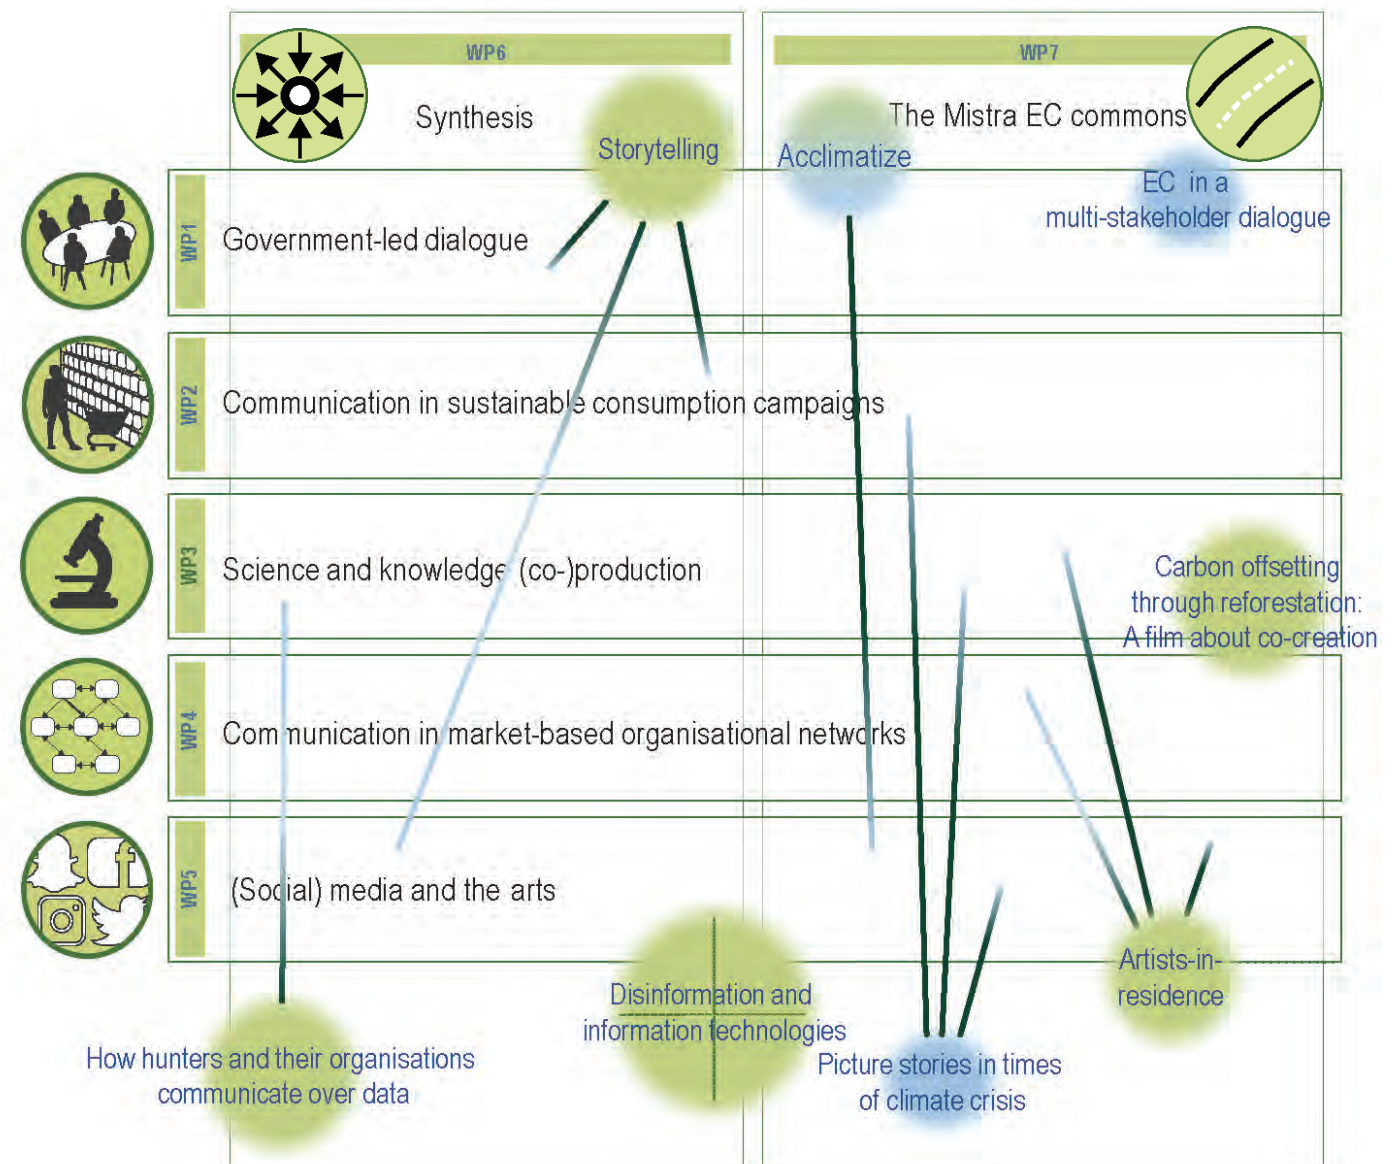 WP6
WP7
Synthesis
The Mistra EC commons
Storytelling
Acclimatize
EC in a
multi-stakeholder dialogue
WP1
Government-led dialogue
WP2
Communication in sustainable consumption campaigns
WP3
Science and knowledge (co-)production
Carbon offsetting
through reforestation:
A film about co-creation
WP4
Communication in market-based organisational networks
WP5
(Social) media and the arts
Artists-in-
residence
Disinformation and
information technologies
How hunters and their organisations
communicate over data
Picture stories in times
of climate crisis